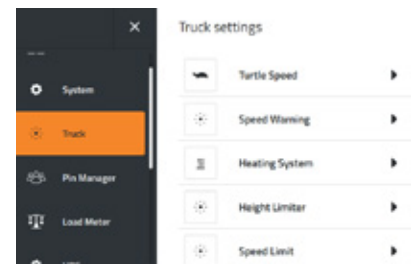 Truck settings
System
Truck
Pin Manager
Load Meter
Turtle Speed
Speed Warning
Heating System
Height Limiter
Speed Limit